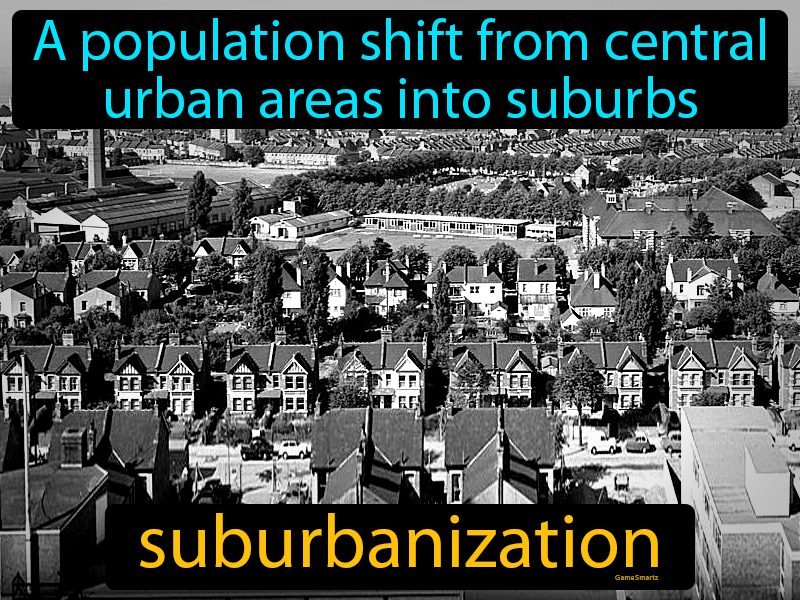 A population shift from central
urban areas into suburbs
suburbanization
GameSmartz